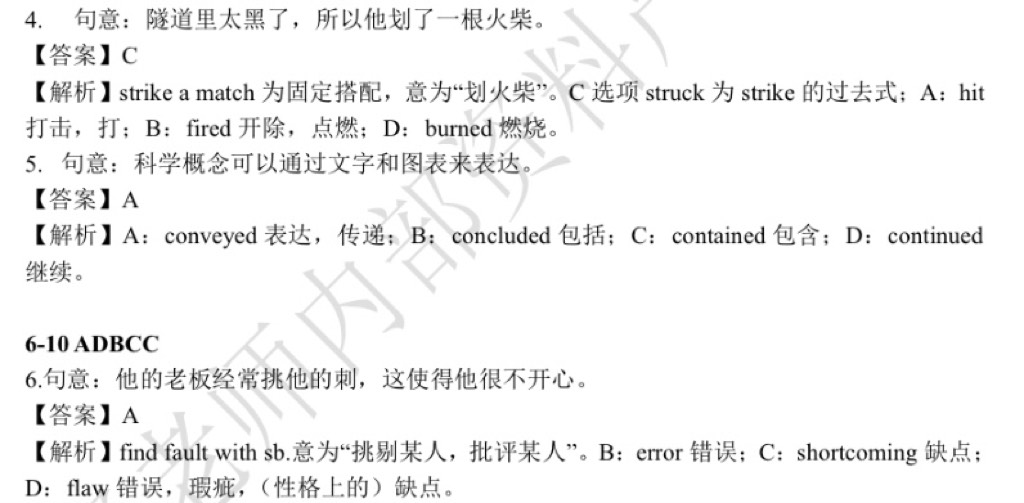 4. 句意：隧道里太黑了，所以他划了一根火柴。
【答案】C
【解析】strike a match 为固定搭配，意为“划火柴”。C 选项 struck 为 strike 的过去式；A：hit
打击，打；B：fired 开除，点燃；D：burned 燃烧。
5. 句意：科学概念可以通过文字和图表来表达。
【答案】A
【解析】A：conveyed 表达，传递；B：concluded 包括；C：contained 包含；D：continued
继续。
6-10 ADBCC
6.句意：他的老板经常挑他的刺，这使得他很不开心。
【答案】A
【解析】find fault with sb.意为“挑剔某人，批评某人”。B：error 错误；C：shortcoming 缺点；
D：flaw 错误，瑕疵，（性格上的）缺点。
老师内部资料